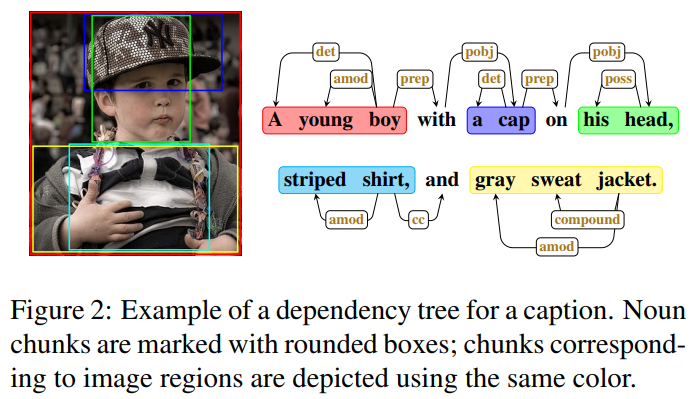 det
pobj
pobj
amod
prep
det
prep
poss
A young boy with a cap on his head,
striped shirt, and gray sweat jacket.
amod
cc
compound
amod
Figure 2: Example of a dependency tree for a caption. Noun
chunks are marked with rounded boxes; chunks correspond-
ing to image regions are depicted using the same color.